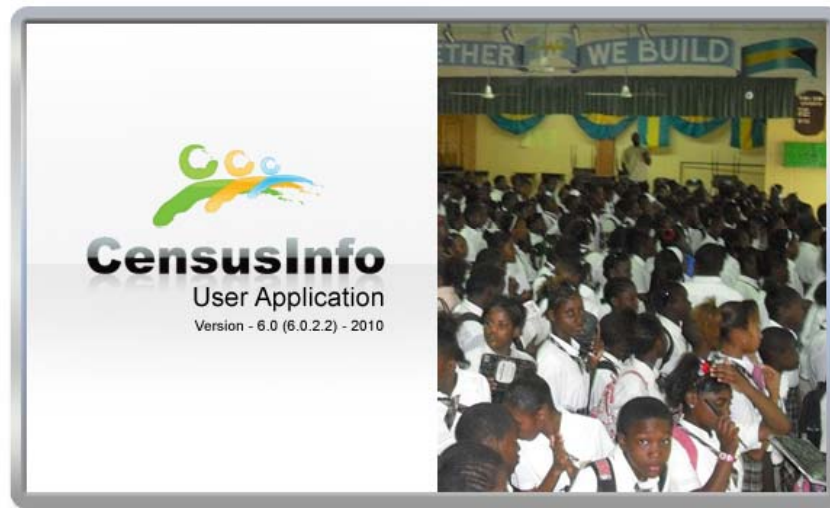 ETHER WE BUILD
CensusInfo
User Application
Version - 6.0 (6.0.2.2) - 2010